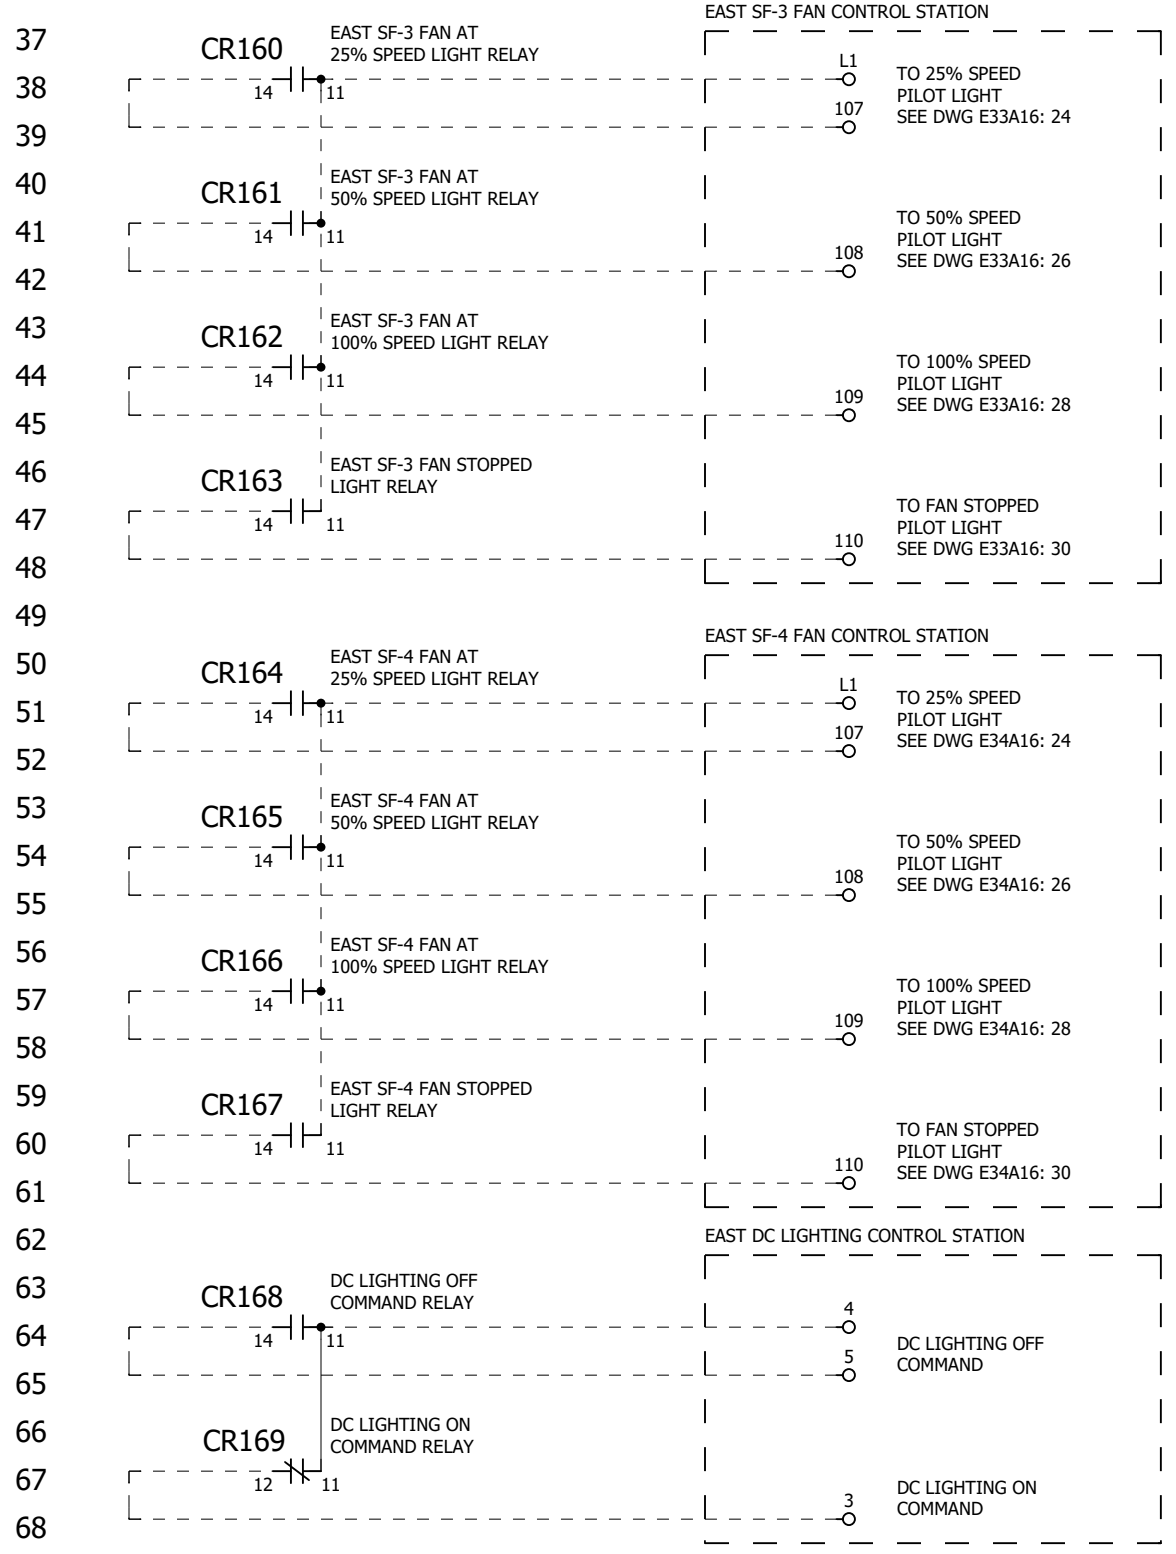 EAST SF-3 FAN CONTROL STATION
37
CR160
EAST SF-3 FAN AT
25% SPEED LIGHT RELAY
38
14
11
L1
TO 25% SPEED
PILOT LIGHT
SEE DWG E33A16: 24
39
107
40
CR161
EAST SF-3 FAN AT
50% SPEED LIGHT RELAY
41
14
11
TO 50% SPEED
PILOT LIGHT
SEE DWG E33A16: 26
42
108
43
CR162
EAST SF-3 FAN AT
100% SPEED LIGHT RELAY
44
14
11
TO 100% SPEED
PILOT LIGHT
SEE DWG E33A16: 28
45
109
46
CR163
EAST SF-3 FAN STOPPED
LIGHT RELAY
47
14
11
TO FAN STOPPED
PILOT LIGHT
SEE DWG E33A16: 30
48
110
49
EAST SF-4 FAN CONTROL STATION
50
CR164
EAST SF-4 FAN AT
25% SPEED LIGHT RELAY
51
14
11
L1
TO 25% SPEED
PILOT LIGHT
SEE DWG E34A16: 24
52
107
53
CR165
EAST SF-4 FAN AT
50% SPEED LIGHT RELAY
54
14
11
TO 50% SPEED
PILOT LIGHT
SEE DWG E34A16: 26
55
108
56
CR166
EAST SF-4 FAN AT
100% SPEED LIGHT RELAY
57
14
11
TO 100% SPEED
PILOT LIGHT
SEE DWG E34A16: 28
58
109
59
CR167
EAST SF-4 FAN STOPPED
LIGHT RELAY
60
14
11
TO FAN STOPPED
PILOT LIGHT
SEE DWG E34A16: 30
61
110
62
EAST DC LIGHTING CONTROL STATION
63
CR168
DC LIGHTING OFF
COMMAND RELAY
64
14
11
4
DC LIGHTING OFF
COMMAND
65
5
66
CR169
DC LIGHTING ON
COMMAND RELAY
67
12
11
DC LIGHTING ON
COMMAND
68
3